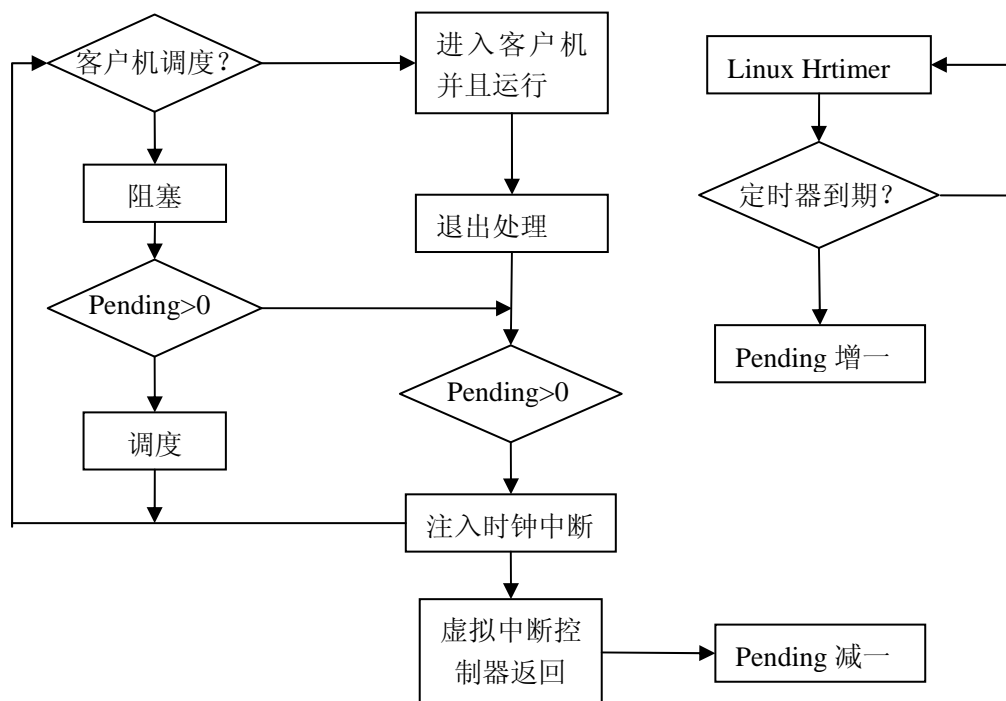 客户机调度？
进入客户机
并且运行
Linux Hrtimer
阻塞
退出处理
定时器到期？
Pending>0
Pending>0
Pending 增一
调度
注入时钟中断
虚拟中断控
制器返回
Pending 减一